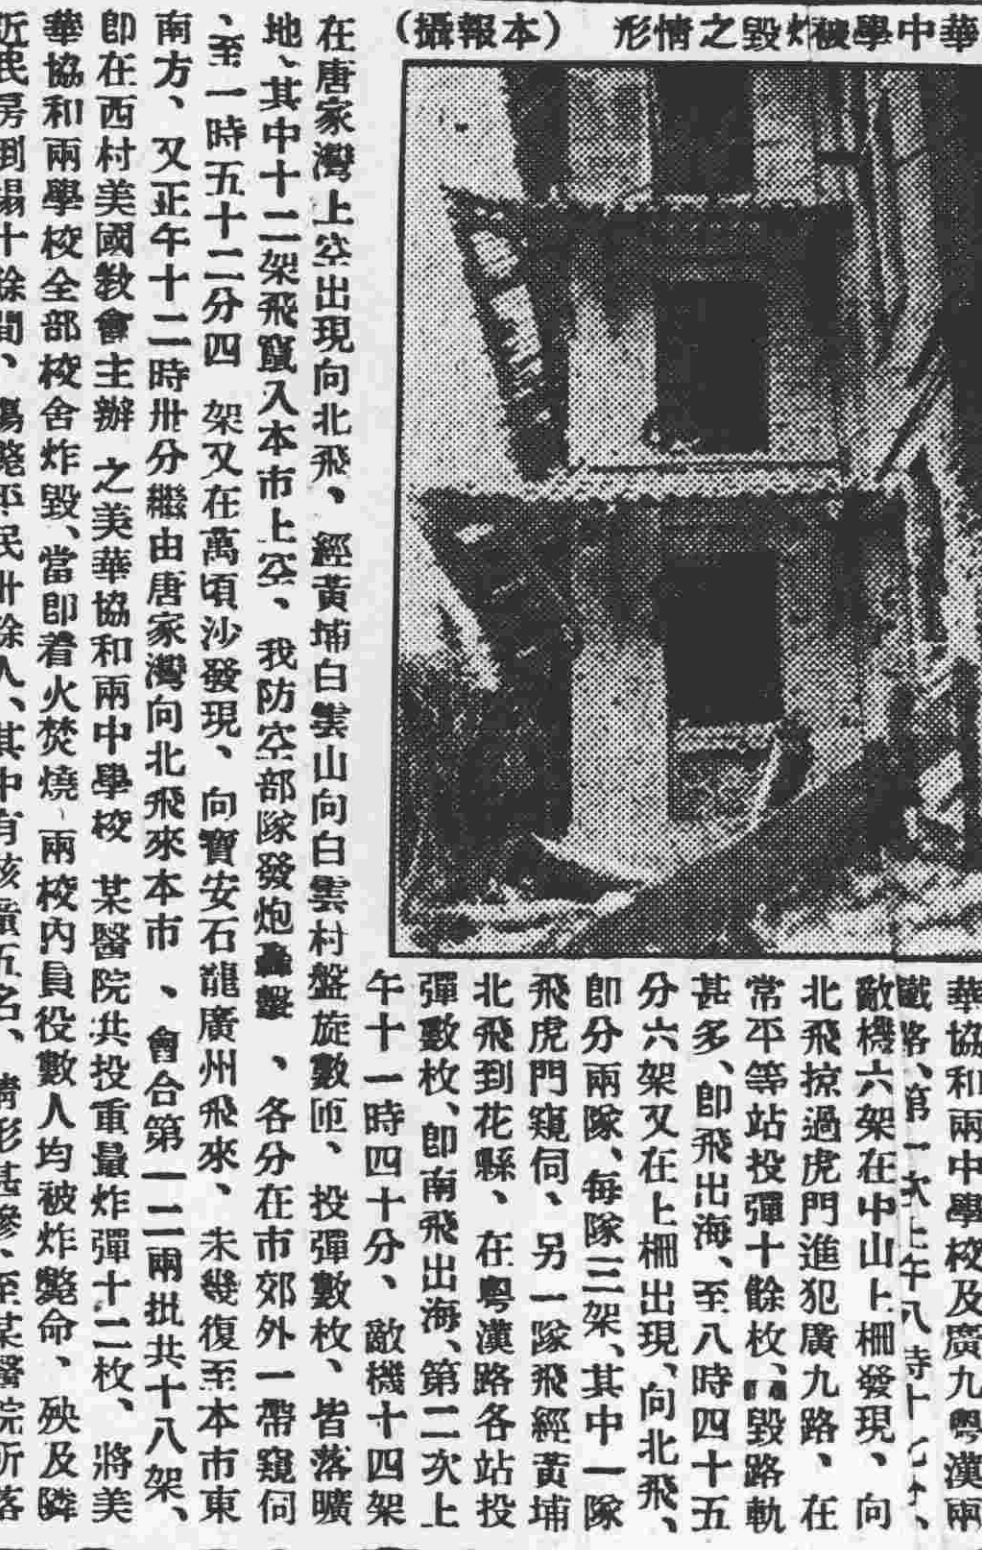 華中學被炸毀之情形　（本報攝）
華協和兩中學校及廣九粵漢兩
鐵路、第一次上午八時十七分、
敵機六架在中山上柵發現、向
北飛掠過虎門進犯廣九路、在
常平等站投彈十餘枚、毀路軌
甚多、卽飛出海、至八時四十五
分六架又在上柵出現、向北飛、
卽分兩隊、每隊三架、其中一隊
飛虎門窺伺、另一隊飛經黃埔
北飛到花縣、在粵漢路各站投
彈數枚、卽南飛出海、第二次上
午十一時四十分、敵機十四架
在唐家灣上空出現向北飛、經黃埔白雲山向白雲村盤旋數匝、投彈數枚、皆落曠
地、其中十二架飛竄入本市上空、我防空部隊發炮轟擊、各分在市郊外一帶窺伺
、至一時五十二分四架又在萬頃沙發現、向寶安石龍廣州飛來、未幾復至本市東
南方、又正午十二時卅分繼由唐家灣向北飛來本市、會合第一二兩批共十八架、
卽在西村美國教會主辦之美華協和兩中學校某醫院共投重量炸彈十二枚、將美
華協和兩學校全部校舍炸毀、當卽着火焚燒、兩校內員役數人均被炸斃命、殃及隣
近民房倒塌十餘間、傷斃平民卅餘人、其中有孩童五名、情形甚慘、至某醫院所落